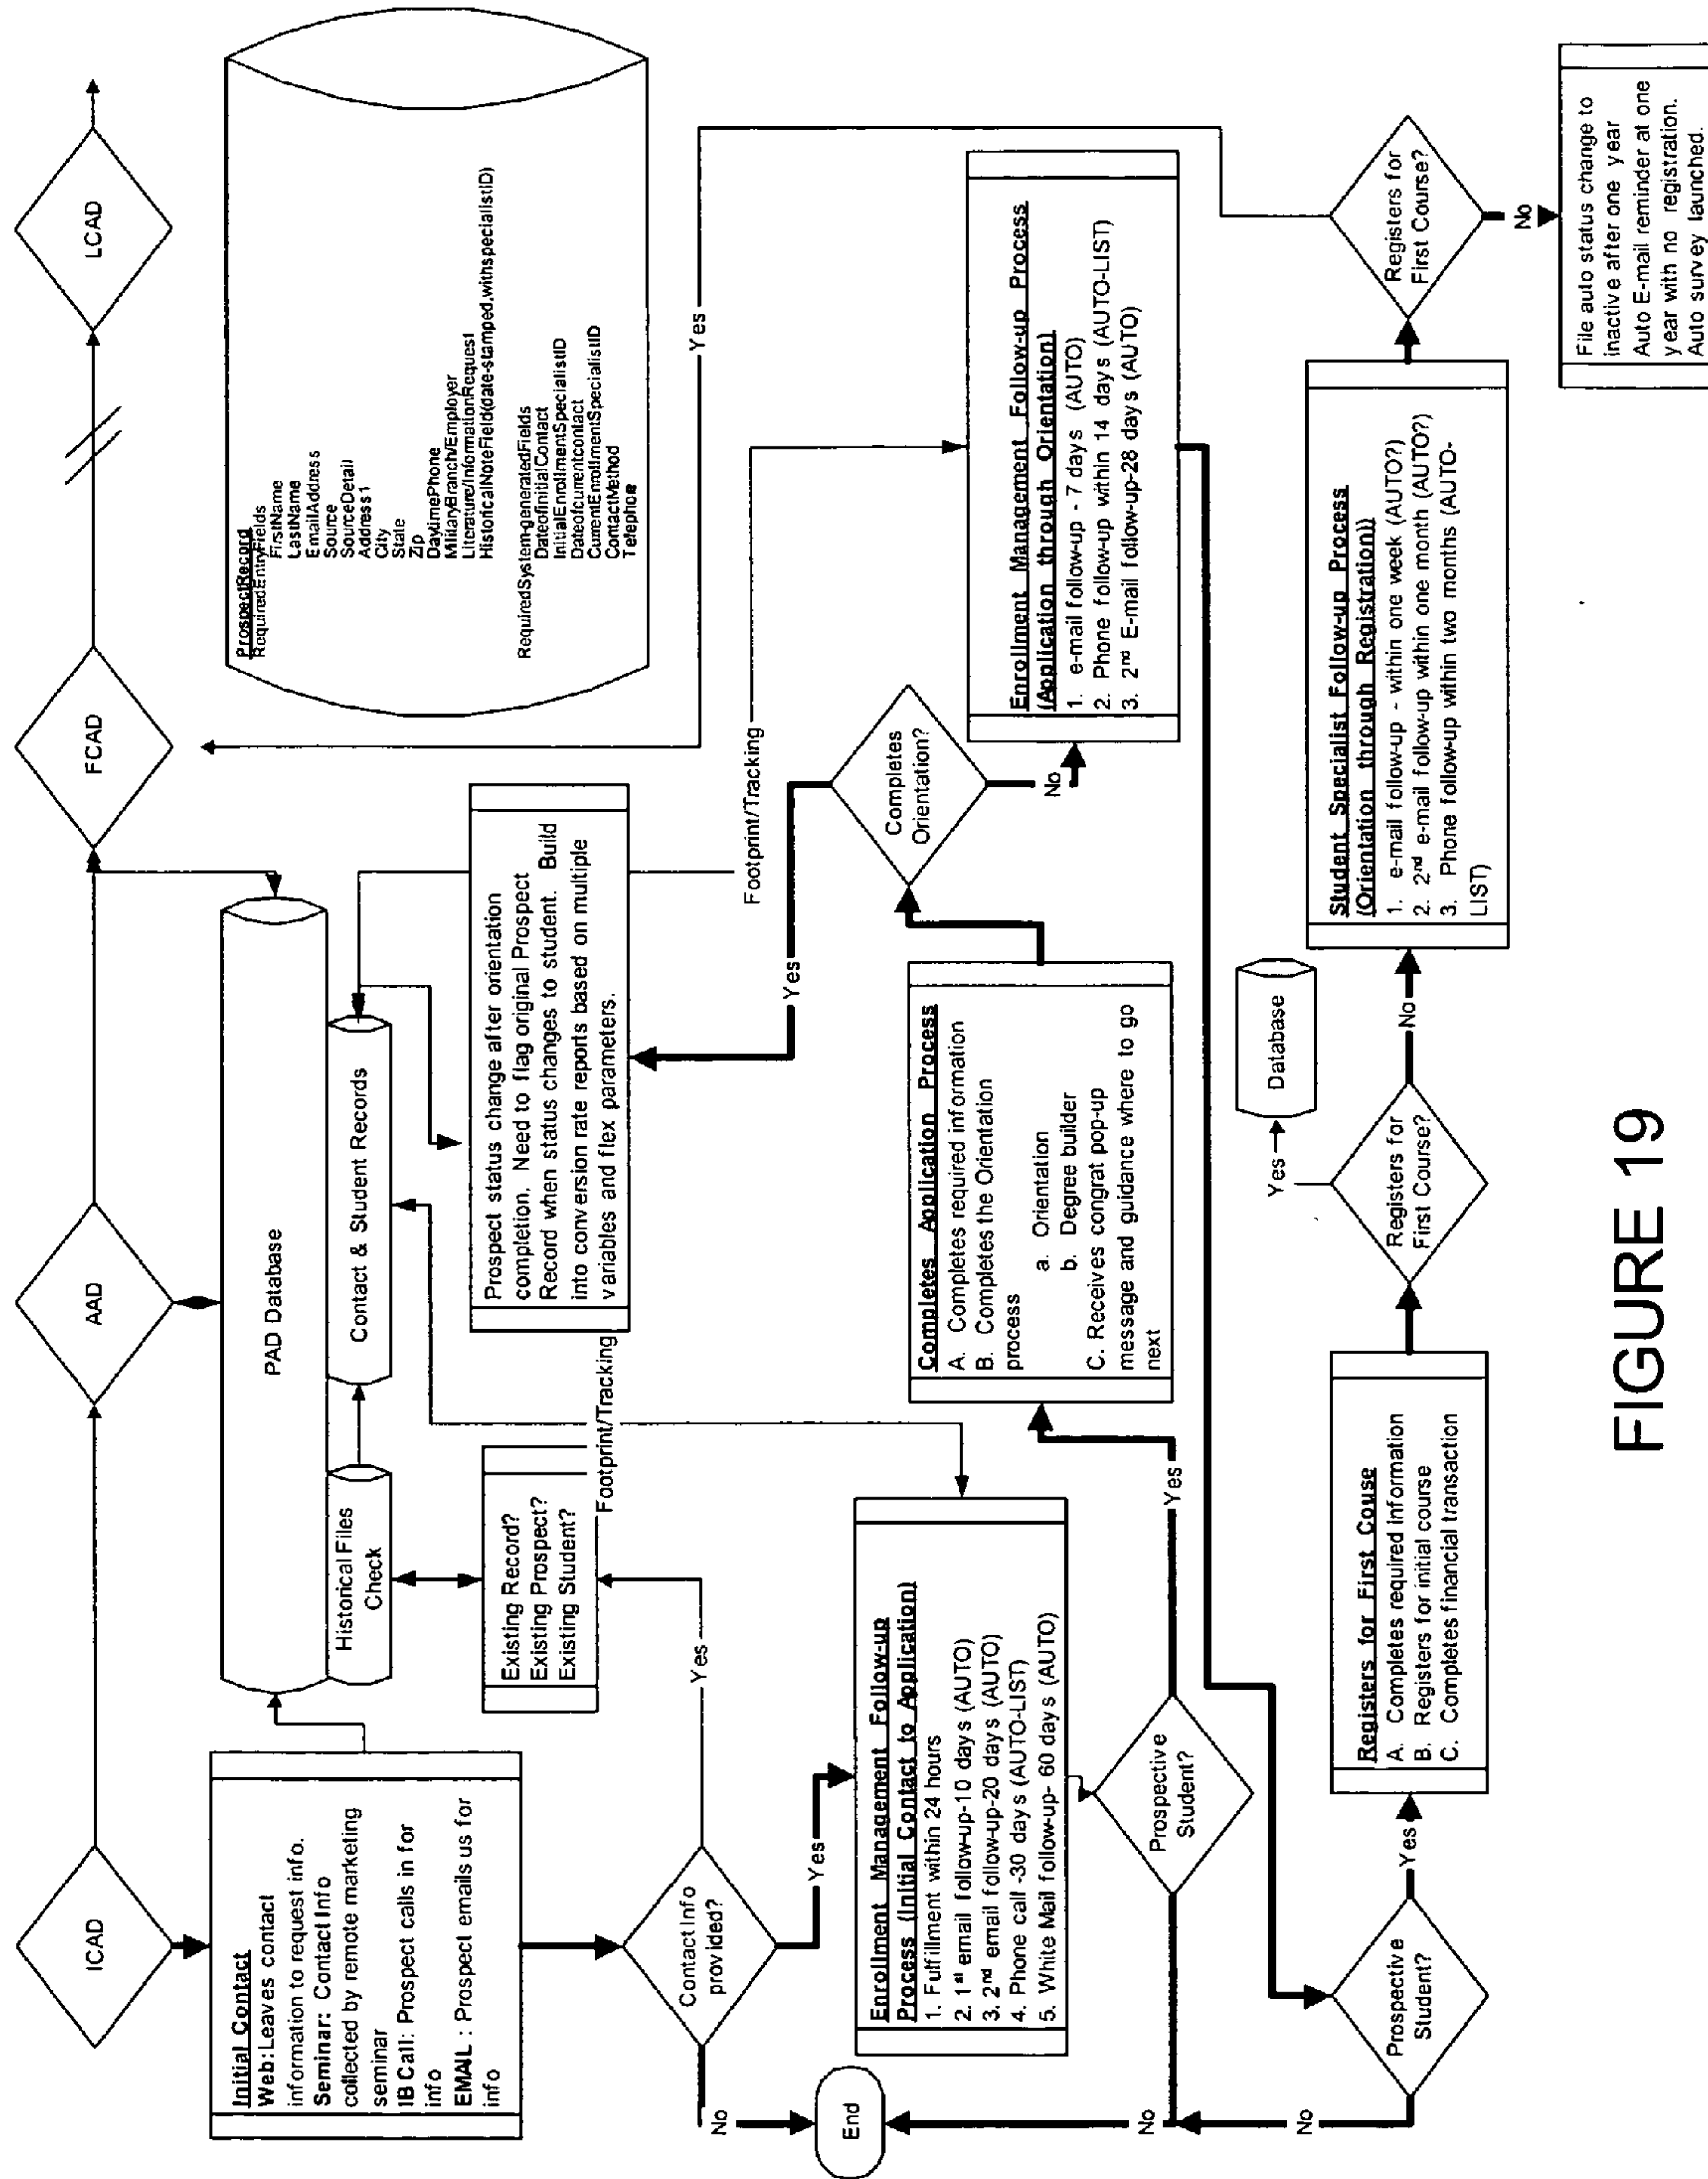 ICAD
AAD
FCAD
LCAD
Initial Contact
Web: Leaves contact
information to request info.
Seminar: Contact Info
collected by remote marketing
seminar
IB Call: Prospect calls in for
info
EMAIL : Prospect emails us for
info
PAD Database
Historical Files
Check
Contact & Student Records
ProspectRecord
RequiredEntryFields
FirstName
LastName
EmailAddress
Source
SourceDetail
Address1
City
State
Zip
DaytimePhone
MilitaryBranch/Employer
Literature/InformationRequest
HistoricalNoteField(date-stamped,withspecialistID)
RequiredSystem-generatedFields
DateofInitialContact
InitialEnrollmentSpecialistID
Dateofcurrentcontact
CurrentEnrollmentSpecialistID
ContactMethod
Telephone
Existing Record?
Existing Prospect?
Existing Student?
Footprint/Tracking
Prospect status change after orientation
completion. Need to flag original Prospect
Record when status changes to student. Build
into conversion rate reports based on multiple
variables and flex parameters.
Footprint/Tracking
Yes
Contact Info
provided?
Yes
No
Yes
End
Enrollment Management Follow-up
Process (Initial Contact to Application)
1. Fulfillment within 24 hours
2. 1st email follow-up-10 days (AUTO)
3. 2nd email follow-up-20 days (AUTO)
4. Phone call -30 days (AUTO-LIST)
5. White Mail follow-up- 60 days (AUTO)
Completes Application Process
A. Completes required information
B. Completes the Orientation
process
a. Orientation
b. Degree builder
C. Receives congrat pop-up
message and guidance where to go
next
Yes
Completes
Orientation?
No
Enrollment Management Follow-up Process
(Application through Orientation)
1. e-mail follow-up - 7 days (AUTO)
2. Phone follow-up within 14 days (AUTO-LIST)
3. 2nd E-mail follow-up-28 days (AUTO)
Prospective
Student?
Yes
No
Prospective
Student?
Yes
No
Registers for First Couse
A. Completes required information
B. Registers for initial course
C. Completes financial transaction
Registers for
First Course?
Yes
Database
No
Student Specialist Follow-up Process
(Orientation through Registration))
1. e-mail follow-up - within one week (AUTO?)
2. 2nd e-mail follow-up within one month (AUTO?)
3. Phone follow-up within two months (AUTO-
LIST)
Registers for
First Course?
No
File auto status change to
inactive after one year
Auto E-mail reminder at one
year with no registration.
Auto survey launched.
FIGURE 19